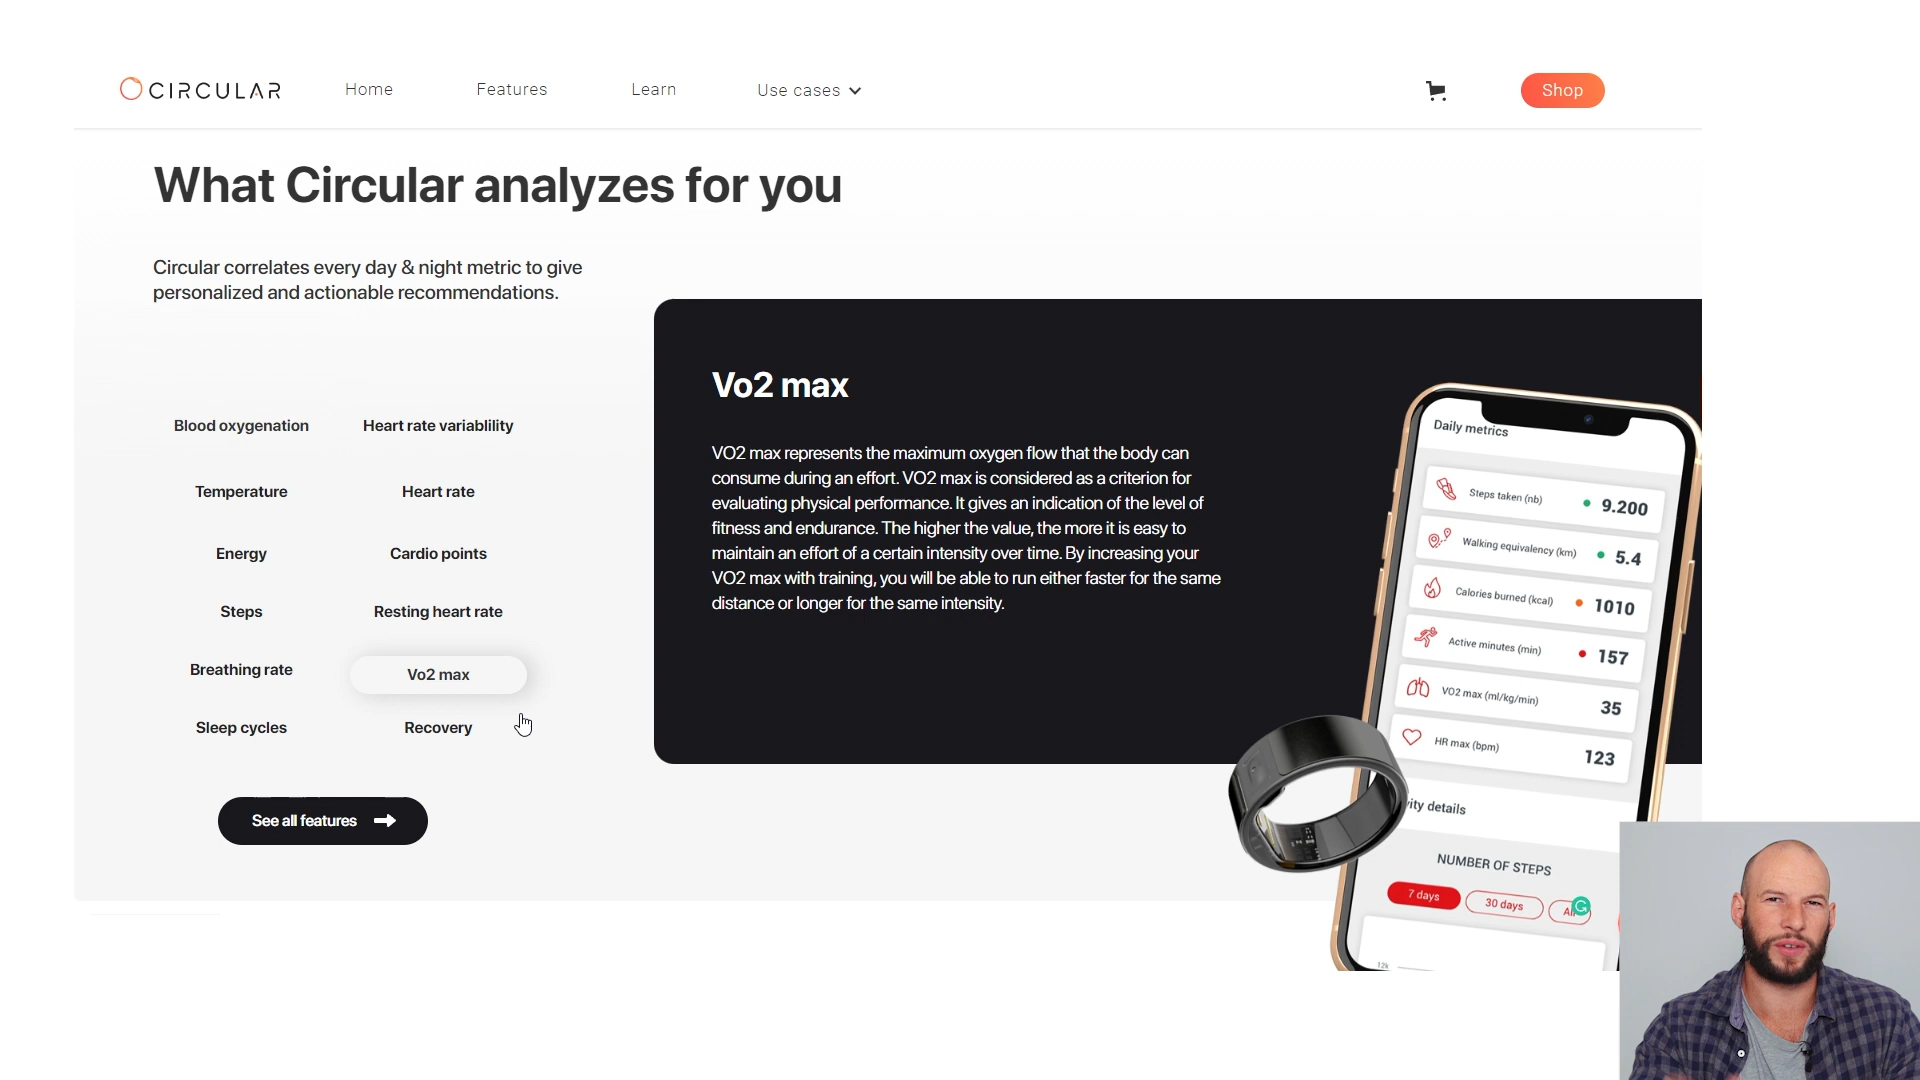 CIRCULAR
Home
Features
Learn
Use cases
Shop
What Circular analyzes for you
Circular correlates every day & night metric to give
personalized and actionable recommendations.
Blood oxygenation
Heart rate variablility
Temperature
Heart rate
Energy
Cardio points
Steps
Resting heart rate
Breathing rate
Vo2 max
Sleep cycles
Recovery
See all features
Vo2 max
VO2 max represents the maximum oxygen flow that the body can
consume during an effort. VO2 max is considered as a criterion for
evaluating physical performance. It gives an indication of the level of
fitness and endurance. The higher the value, the more it is easy to
maintain an effort of a certain intensity over time. By increasing your
VO2 max with training, you will be able to run either faster for the same
distance or longer for the same intensity.
Daily metrics
Steps taken (nb) 9.200
Walking equivalency (km) 5.4
Calories burned (kcal) 1010
Active minutes (min) 157
VO2 max (ml/kg/min) 35
HR max (bpm) 123
vity details
NUMBER OF STEPS
7 days
30 days
All
12k